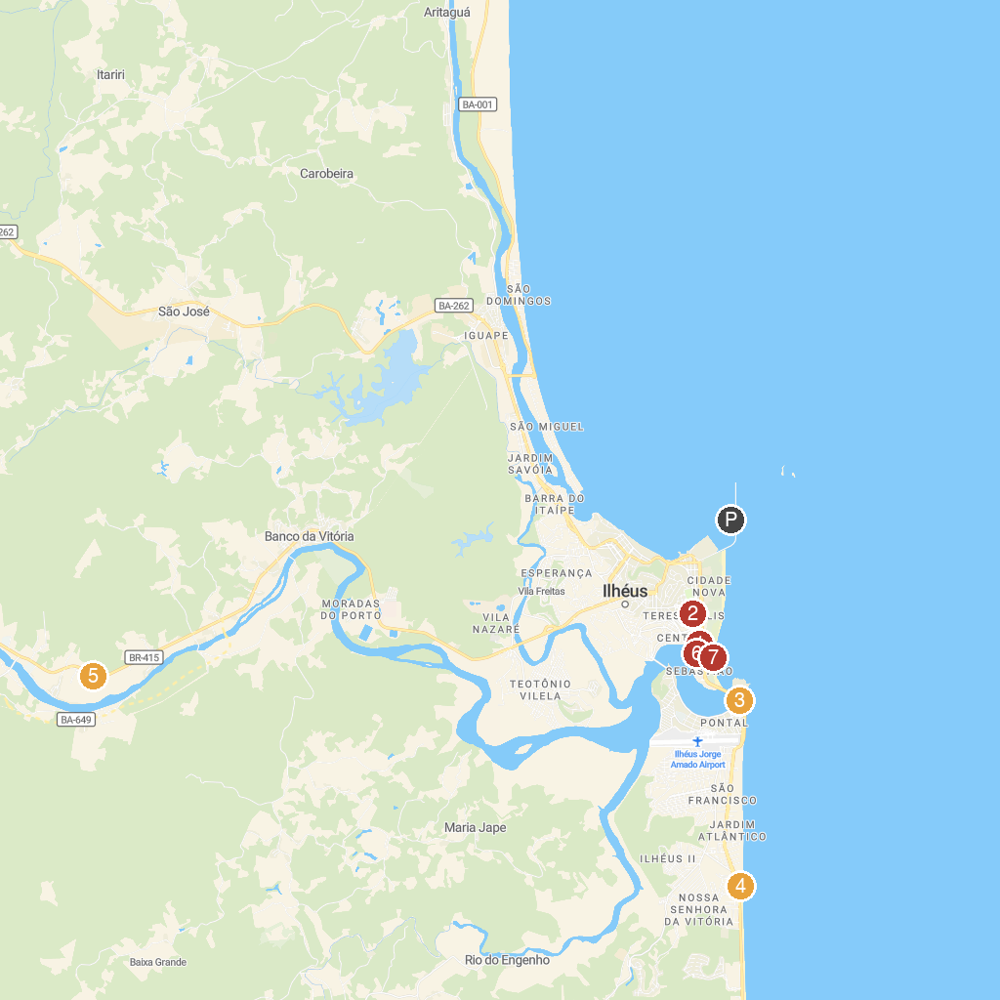 Aritaguá
Itariri
BA-001
Carobeira
262
SÃO
DOMINGOS
BA-262
São José
IGUAPE
SÃO MIGUEL
JARDIM
SAVÓIA
BARRA DO
ITAÍPE
P
Banco da Vitória
ESPERANÇA
CIDADE
NOVA
Vila Freitas
Ilhéus
MORADAS
DO PORTO
VILA
NAZARÉ
2
6
7
BR-415
5
TEOTÔNIO
VILELA
3
BA-649
PONTAL
Ilhéus Jorge
Amado Airport
SÃO
FRANCISCO
Maria Jape
JARDIM
ATLÂNTICO
ILHÉUS II
4
NOSSA
SENHORA
DA VITÓRIA
Baixa Grande
Rio do Engenho